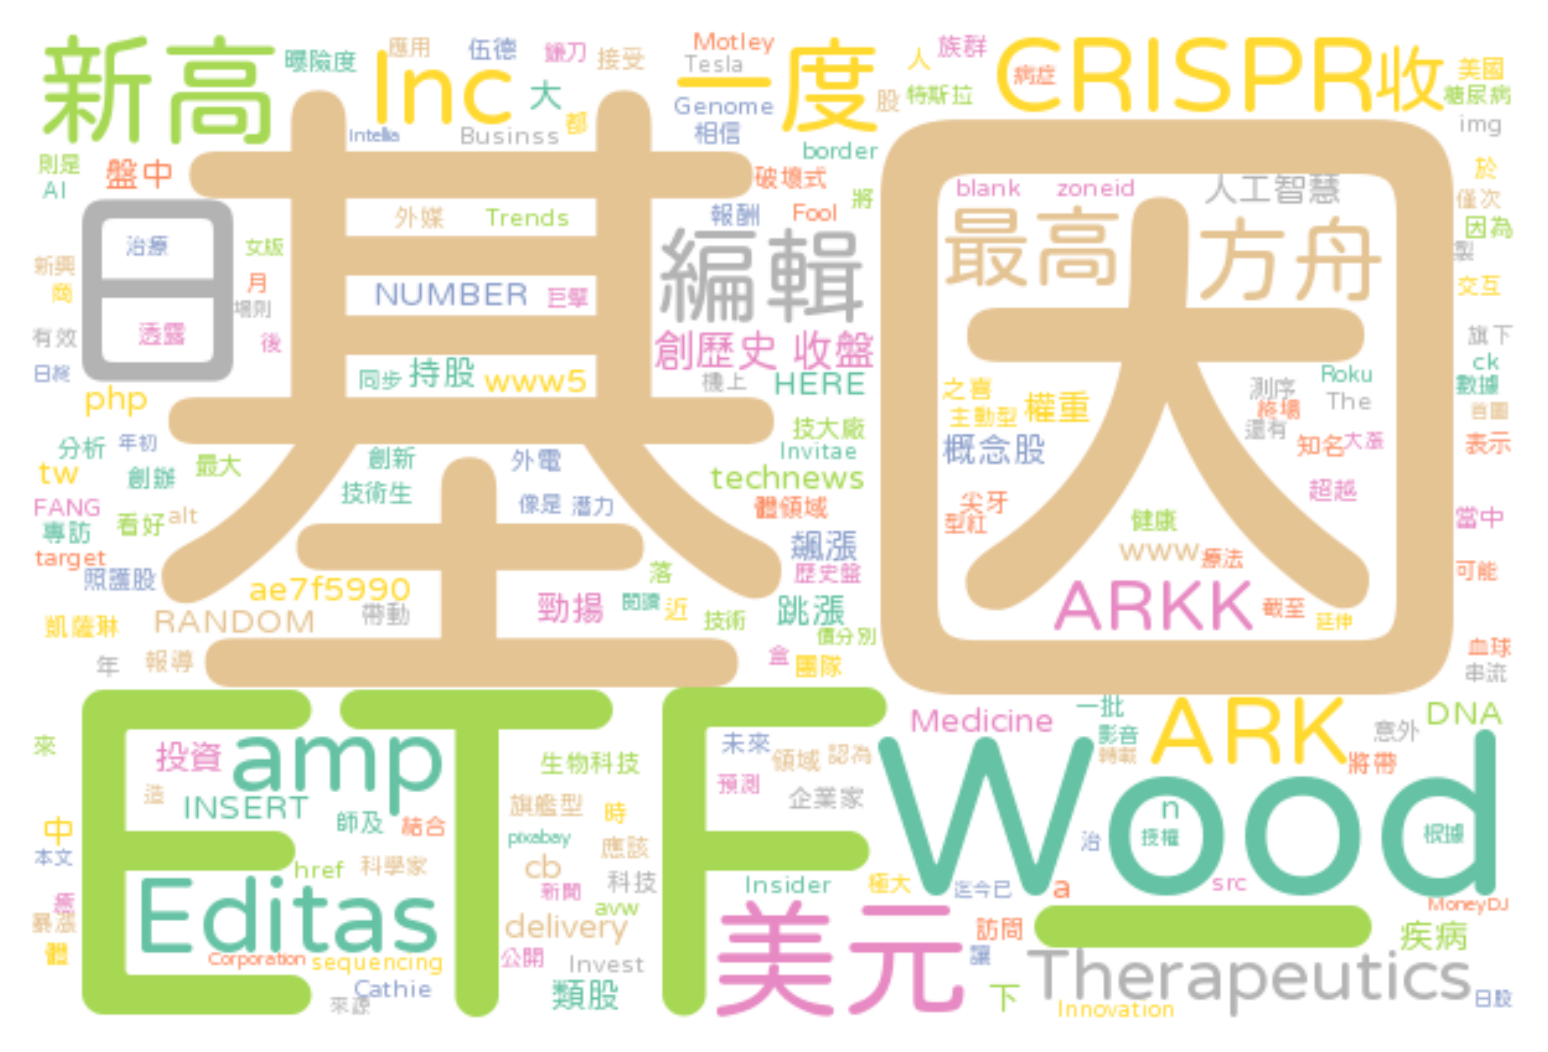 新高
曝險度
Inc
應用
伍德
鐮刀
接受
大
都
Intellia
Businss
Motley
Tesla
一
度
Genome
相信
border
股
人
族群
特斯拉
CRISPR
病症
收
美國
糖尿病
img
則是
AI
盤中
基
因
破壞式
將
報酬
Fool
blank
zoneid
人工智慧
於
僅次
因為
製
日
治療
透露
女版
月
後
新興
商
有效
日終
外媒
Trends
NUMBER
巨擘
編輯
創歷史
收盤
最高
方舟
交互
旗下
ck
數據
首圖
表示
同步
持股
www5
機上
HERE
之喜
主動型
權重
概念股
測序
Roku
The
還有
知名
大漲
php
分析
年初
tw
創辦
最大
FANG
專訪
看好
alt
target
照護股
創新
技術生
外電
像是
潛力
技大廠
Invitae
technews
體領域
飆漲
歷史盤
尖牙
型紅
健康
www
療法
超越
當中
可能
ae7f5990
RANDOM
帶動
凱薩琳
年
報導
勁揚
閱讀
落
近
技術
跳漲
價分別
盒
團隊
ARKK
截至
延伸
血球
串流
ETF
來
投資
amp
造
INSERT
師及
結合
中
本文
href
科學家
Editas
暴漲
體
Corporation
sequencing
Cathie
來源
生物科技
旗艦型
時
pixabay
應該
cb
新聞
科技
avw
delivery
公開
Invest
類股
未來
領域
認為
預測
企業家
Medicine
一批
影音
轉載
ARK
意外
將帶
DNA
Wood
n
授權
治
根據
Insider
極大
迄今已
a
src
MoneyDJ
美元
訪問
讓
下
一
疾病
Therapeutics
Innovation
日股